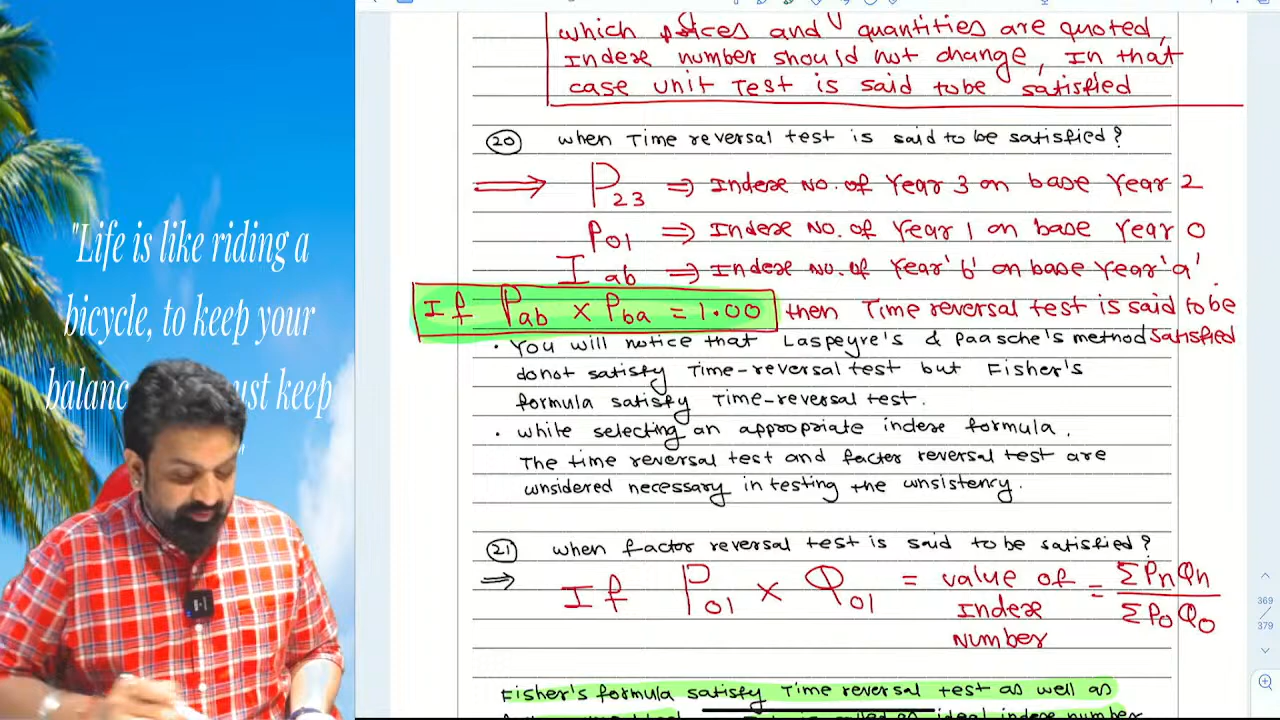 "Life is like riding a
bicycle, to keep your
balanc ust keep
which prices and quantities are quoted,
Index number should not change, In that
case unit Test is said tobe satisfied
20 when Time reversal test is said to be satisfied?
⇒ P23 ⇒ Index No. of Year 3 on base Year 2
P01 ⇒ Index No. of Year 1 on base Year 0
I ab ⇒ Index No. of Year 'b' on base Year 'a'
If Pab × Pba = 1.00 then Time reversal test is said to be
satisfied
• You will notice that Laspeyre's & Paasche's method
donot satisfy Time-reversal test but Fisher's
formula satisfy Time-reversal test.
• while selecting an appropriate index formula,
The time reversal test and factor reversal test are
considered necessary in testing the consistency.
21 when factor reversal test is said to be satisfied?
⇒ If P01 × Q01 = value of Index Number = ΣPnQn / ΣP0Q0
Fisher's formula satisfy Time reversal test as well as
ideal index number
369
/
379